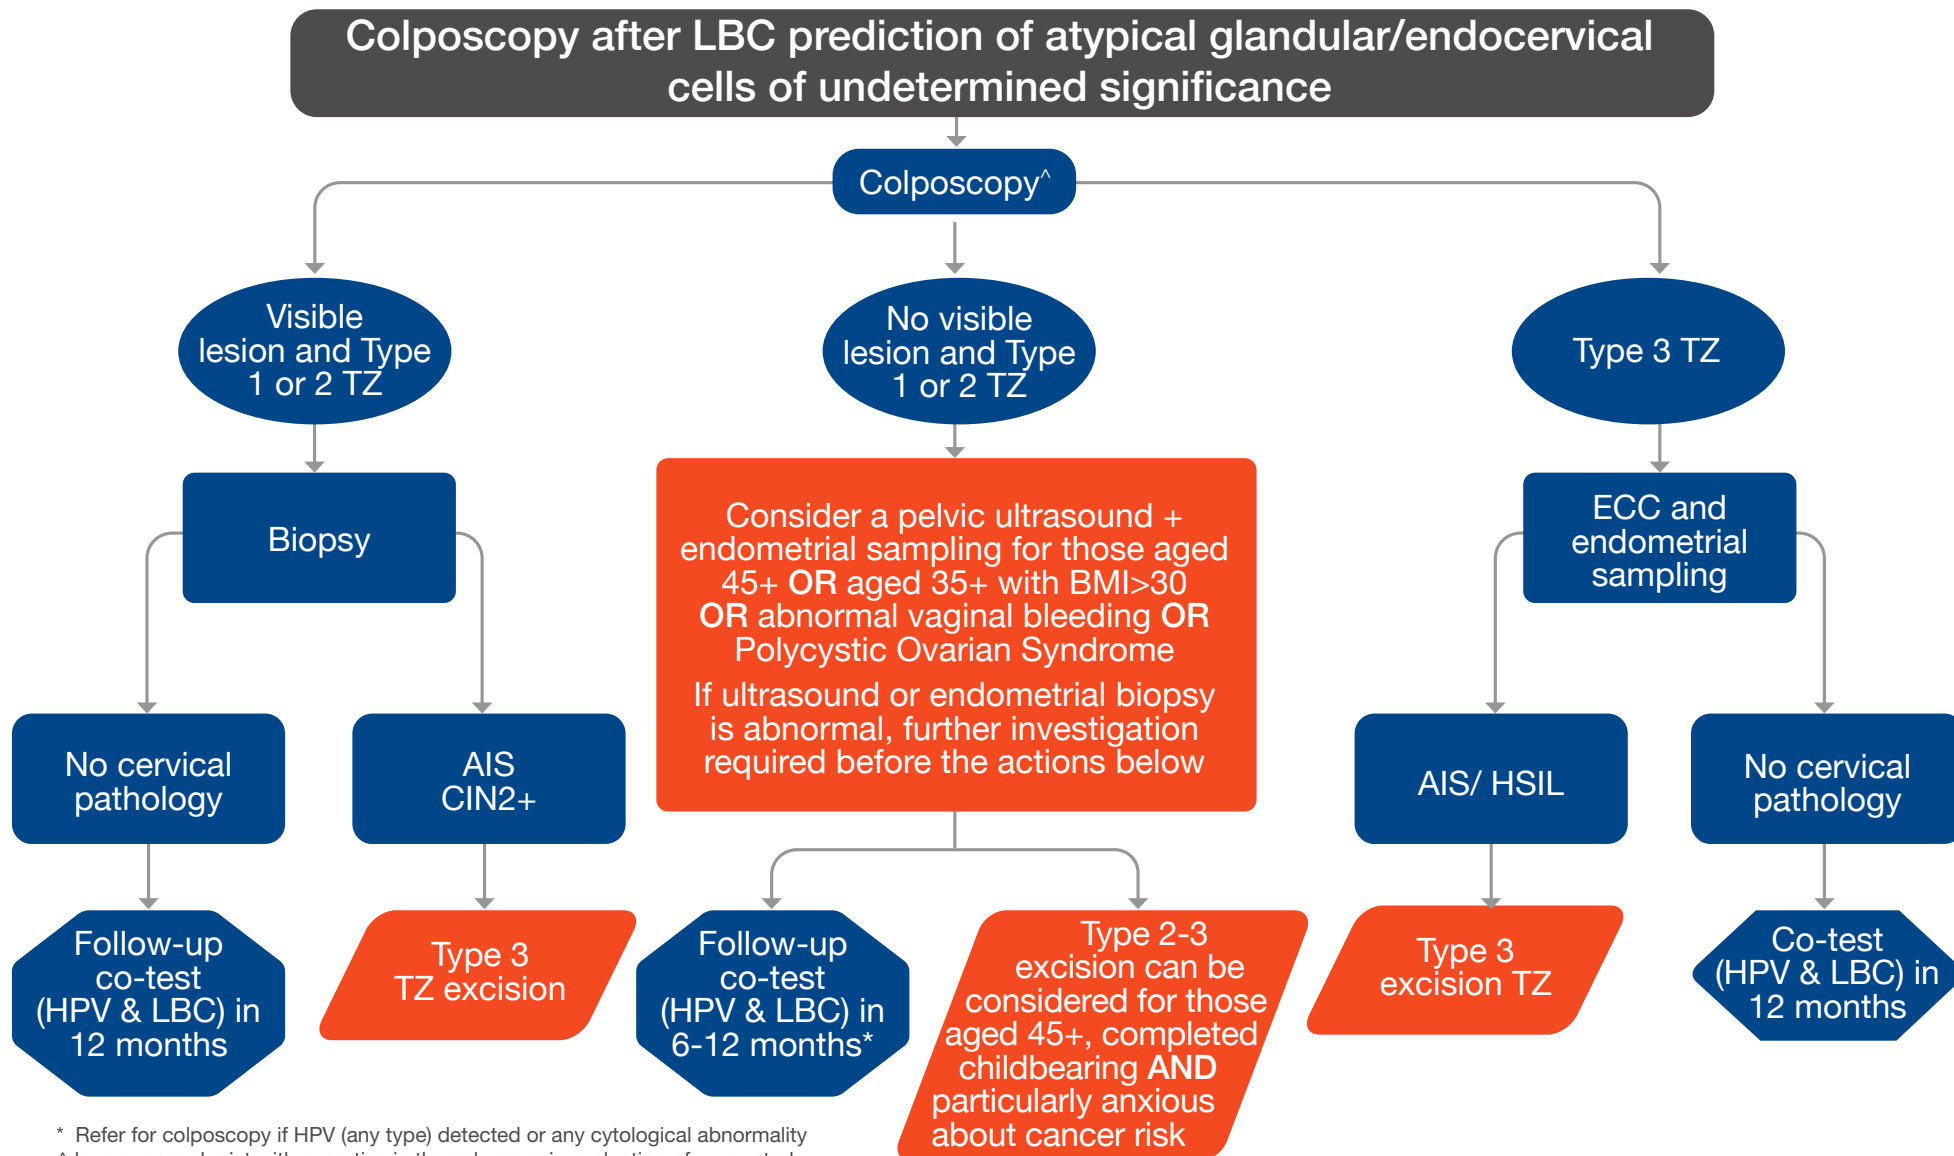 Colposcopy after LBC prediction of atypical glandular/endocervical
cells of undetermined significance
Colposcopy^
Visible
lesion and Type
1 or 2 TZ
No visible
lesion and Type
1 or 2 TZ
Type 3 TZ
Biopsy
Consider a pelvic ultrasound +
endometrial sampling for those aged
45+ OR aged 35+ with BMI>30
OR abnormal vaginal bleeding OR
Polycystic Ovarian Syndrome
If ultrasound or endometrial biopsy
is abnormal, further investigation
required before the actions below
ECC and
endometrial
sampling
No cervical
pathology
AIS
CIN2+
AIS/ HSIL
No cervical
pathology
Follow-up
co-test
(HPV & LBC) in
12 months
Type 3
TZ excision
Follow-up
co-test
(HPV & LBC) in
6-12 months*
Type 2-3
excision can be
considered for those
aged 45+, completed
childbearing AND
particularly anxious
about cancer risk
Type 3
excision TZ
Co-test
(HPV & LBC) in
12 months
* Refer for colposcopy if HPV (any type) detected or any cytological abnormality